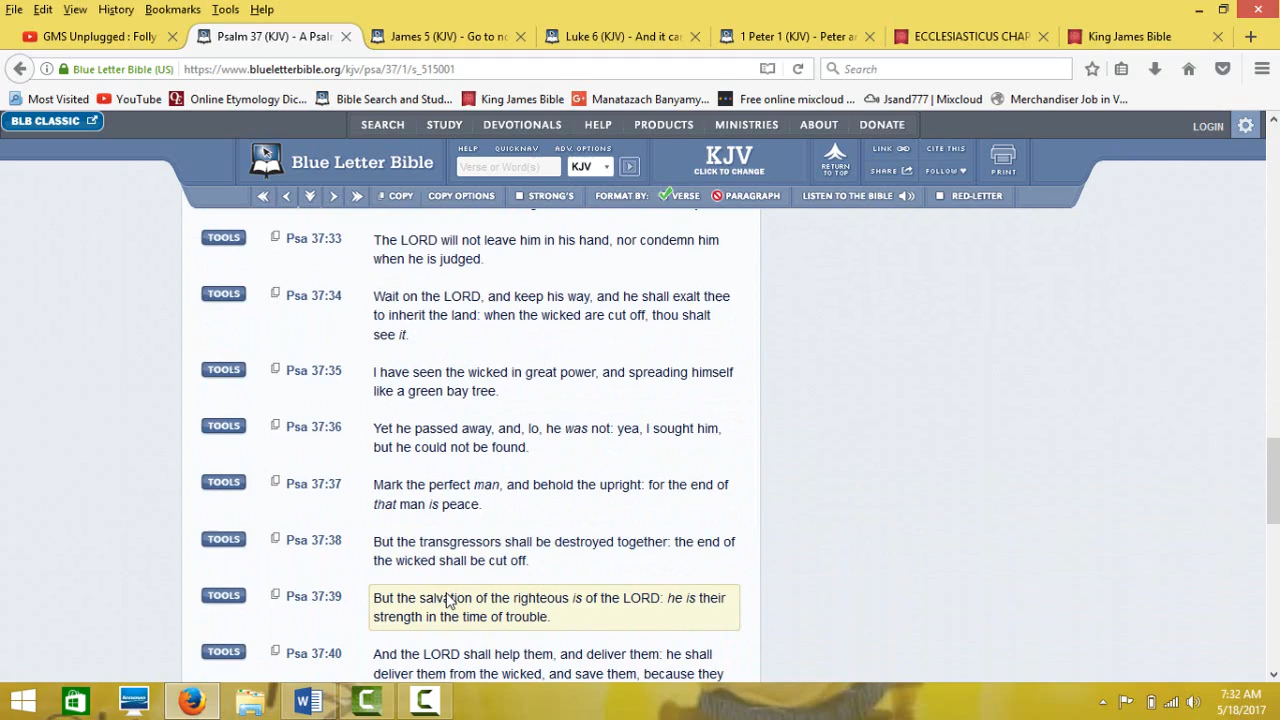 File Edit View History Bookmarks Tools Help
GMS Unplugged : Folly
Psalm 37 (KJV) - A Psal
James 5 (KJV) - Go to n
Luke 6 (KJV) - And it ca
1 Peter 1 (KJV) - Peter a
ECCLESIASTICUS CHAP
King James Bible
Blue Letter Bible (US) https://www.blueletterbible.org/kjv/psa/37/1/s_515001 Search
Most Visited YouTube Online Etymology Dic... Bible Search and Stud... King James Bible Manatazach Banyamy... Free online mixcloud ... Jsand777 | Mixcloud Merchandiser Job in V...
BLB CLASSIC
SEARCH STUDY DEVOTIONALS HELP PRODUCTS MINISTRIES ABOUT DONATE LOGIN
Blue Letter Bible
HELP QUICKNAV ADV. OPTIONS
Verse or Word(s) KJV
KJV
CLICK TO CHANGE
RETURN
TO TOP
LINK CITE THIS
SHARE FOLLOW
PRINT
COPY COPY OPTIONS STRONG'S FORMAT BY: VERSE PARAGRAPH LISTEN TO THE BIBLE RED-LETTER
TOOLS Psa 37:33 The LORD will not leave him in his hand, nor condemn him
when he is judged.
TOOLS Psa 37:34 Wait on the LORD, and keep his way, and he shall exalt thee
to inherit the land: when the wicked are cut off, thou shalt
see it.
TOOLS Psa 37:35 I have seen the wicked in great power, and spreading himself
like a green bay tree.
TOOLS Psa 37:36 Yet he passed away, and, lo, he was not: yea, I sought him,
but he could not be found.
TOOLS Psa 37:37 Mark the perfect man, and behold the upright: for the end of
that man is peace.
TOOLS Psa 37:38 But the transgressors shall be destroyed together: the end of
the wicked shall be cut off.
TOOLS Psa 37:39 But the salvation of the righteous is of the LORD: he is their
strength in the time of trouble.
TOOLS Psa 37:40 And the LORD shall help them, and deliver them: he shall
deliver them from the wicked, and save them, because they
7:32 AM
5/18/2017